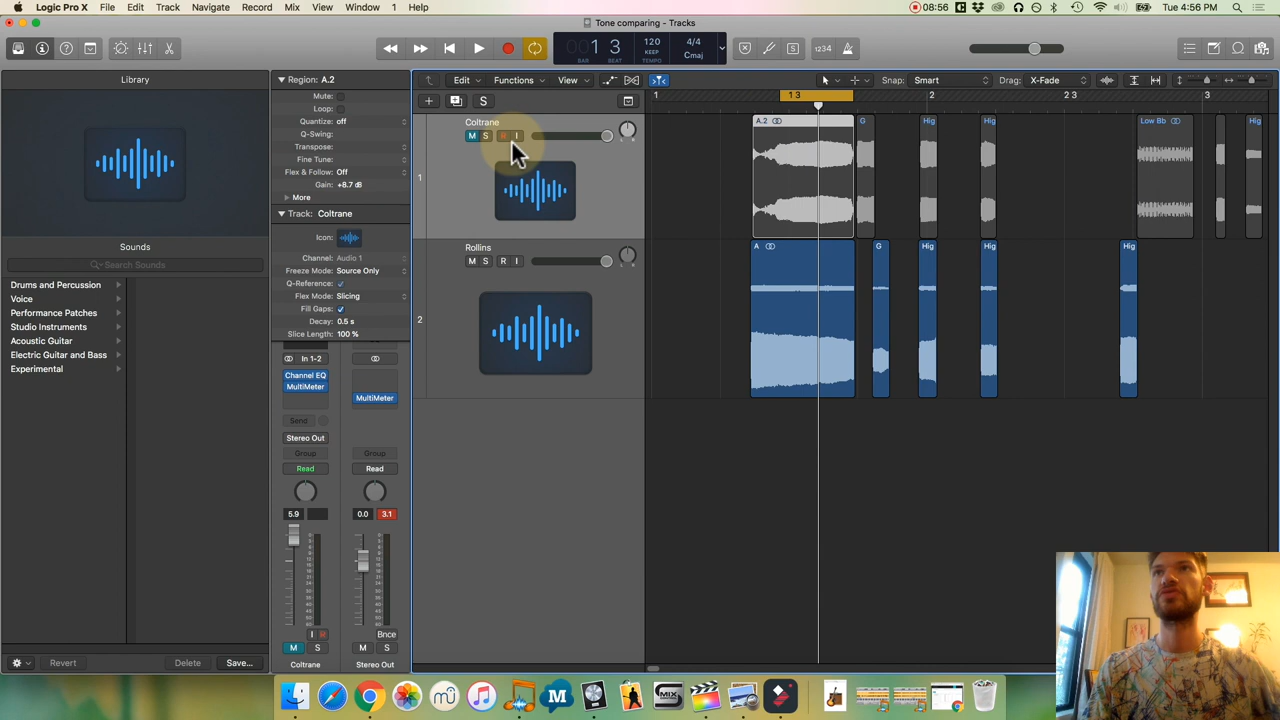 Logic Pro X File Edit Track Navigate Record Mix View Window 1 Help
08:56 Tue 4:56 PM
Tone comparing - Tracks
001 3
BAR BEAT
120
KEEP
TEMPO
4/4
Cmaj
1234
Library
Region: A.2
Mute:
Loop:
Quantize: off
Q-Swing:
Transpose:
Fine Tune:
Flex & Follow: Off
Gain: +8.7 dB
More
Track: Coltrane
Icon:
Channel: Audio 1
Freeze Mode: Source Only
Q-Reference:
Flex Mode: Slicing
Fill Gaps:
Decay: 0.5 s
Slice Length: 100 %
Sounds
Search Sounds
Drums and Percussion
Voice
Performance Patches
Studio Instruments
Acoustic Guitar
Electric Guitar and Bass
Experimental
Revert
Delete
Save...
In 1-2
Channel EQ
MultiMeter
MultiMeter
Send
Stereo Out
Group Group
Read Read
5.9 0.0 3.1
I R
Bnce
M S M S
Coltrane Stereo Out
Edit Functions View
Snap: Smart
Drag: X-Fade
S
1 1 3 2 2 3 3
Coltrane
M S R I
1
Rollins
M S R I
2
A.2 G Hig Hig Low Bb Hig
A G Hig Hig Hig